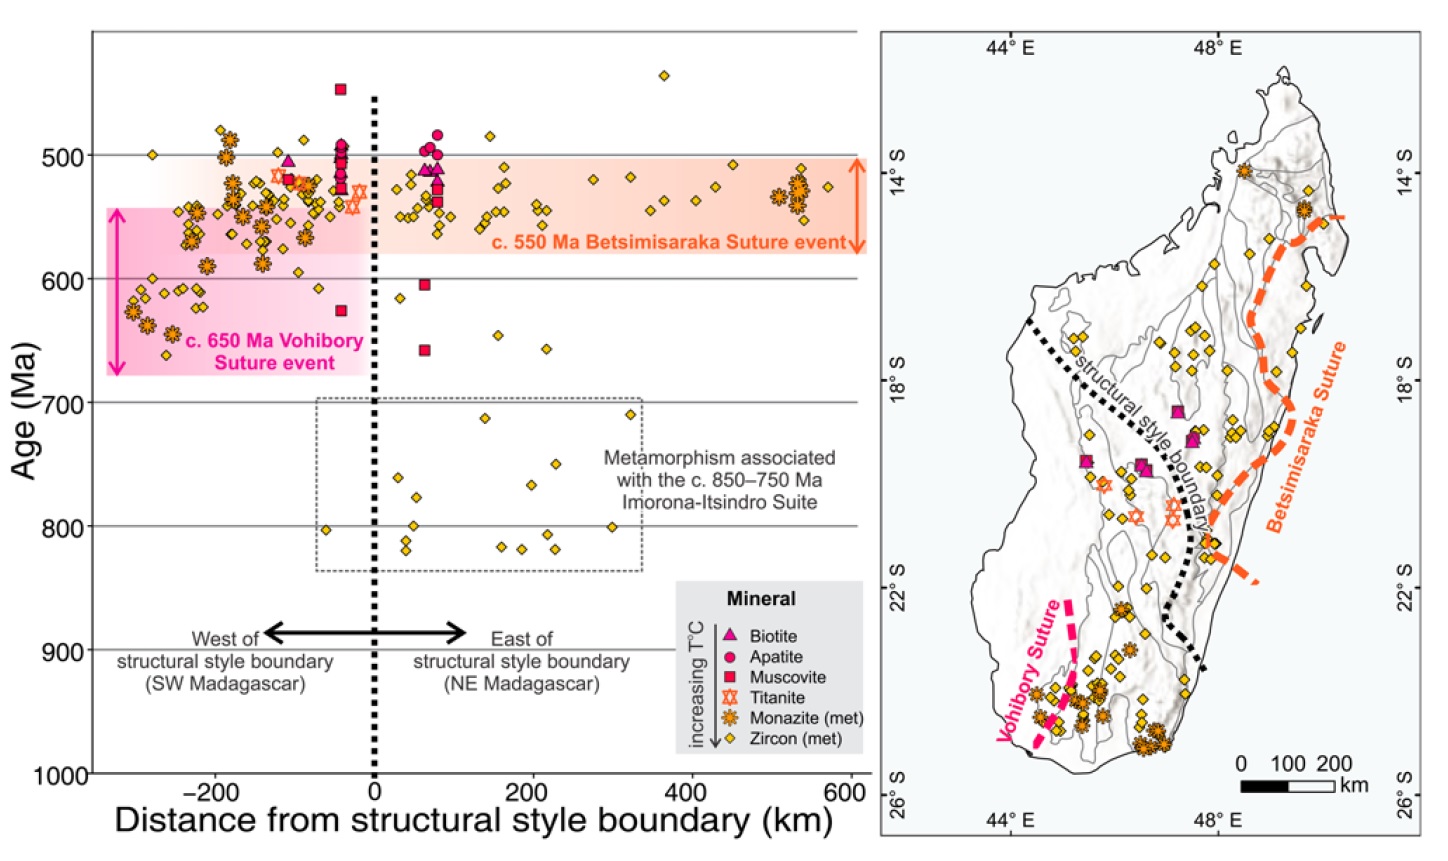 500
600
700
800
900
1000
Age (Ma)
−200
0
200
400
600
Distance from structural style boundary (km)
c. 550 Ma Betsimisaraka Suture event
c. 650 Ma Vohibory
Suture event
Metamorphism associated
with the c. 850–750 Ma
Imorona-Itsindro Suite
West of
structural style boundary
(SW Madagascar)
East of
structural style boundary
(NE Madagascar)
Mineral
increasing T°C
Biotite
Apatite
Muscovite
Titanite
Monazite (met)
Zircon (met)
44° E
48° E
14° S
14° S
18° S
18° S
22° S
22° S
26° S
26° S
44° E
48° E
structural style boundary
Betsimisaraka Suture
Vohibory Suture
0 100 200
km